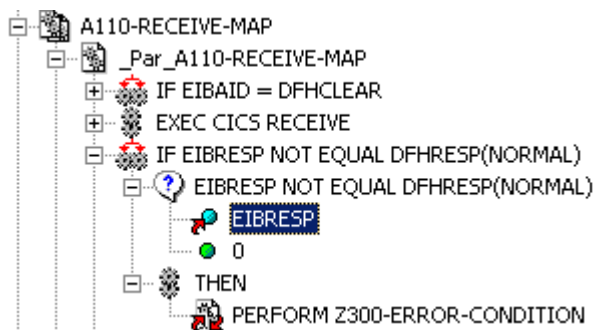 A110-RECEIVE-MAP
_Par_A110-RECEIVE-MAP
IF EIBAID = DFHCLEAR
EXEC CICS RECEIVE
IF EIBRESP NOT EQUAL DFHRESP(NORMAL)
EIBRESP NOT EQUAL DFHRESP(NORMAL)
EIBRESP
0
THEN
PERFORM Z300-ERROR-CONDITION